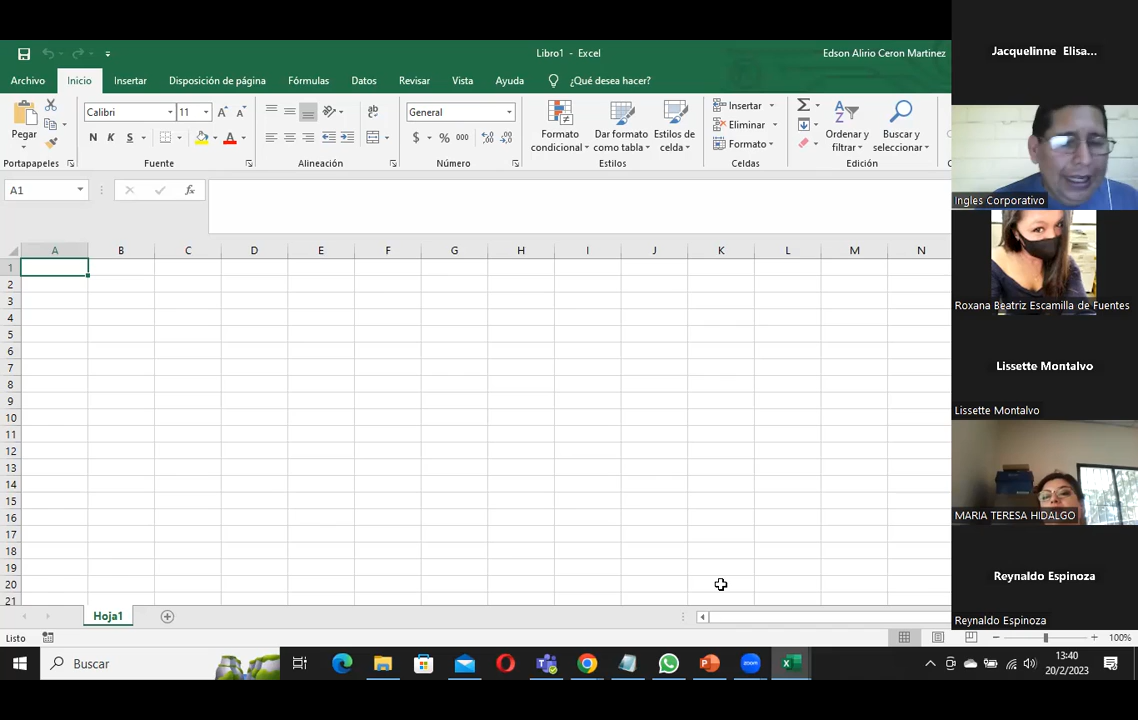 Libro1 - Excel
Edson Alirio Ceron Martinez
Archivo Inicio Insertar Disposición de página Fórmulas Datos Revisar Vista Ayuda ¿Qué desea hacer?
Pegar
Portapapeles
Calibri 11
N K S
Fuente
Alineación
General
$ % 000
Número
Formato condicional
Dar formato como tabla
Estilos de celda
Estilos
Insertar
Eliminar
Formato
Celdas
Ordenar y filtrar
Buscar y seleccionar
Edición
A1
fx
A B C D E F G H I J K L M N
1
2
3
4
5
6
7
8
9
10
11
12
13
14
15
16
17
18
19
20
21
Hoja1
Listo
100%
Buscar
13:40
20/2/2023
Jacquelinne Elisa...
Ingles Corporativo
Roxana Beatriz Escamilla de Fuentes
Lissette Montalvo
Lissette Montalvo
MARIA TERESA HIDALGO
Reynaldo Espinoza
Reynaldo Espinoza